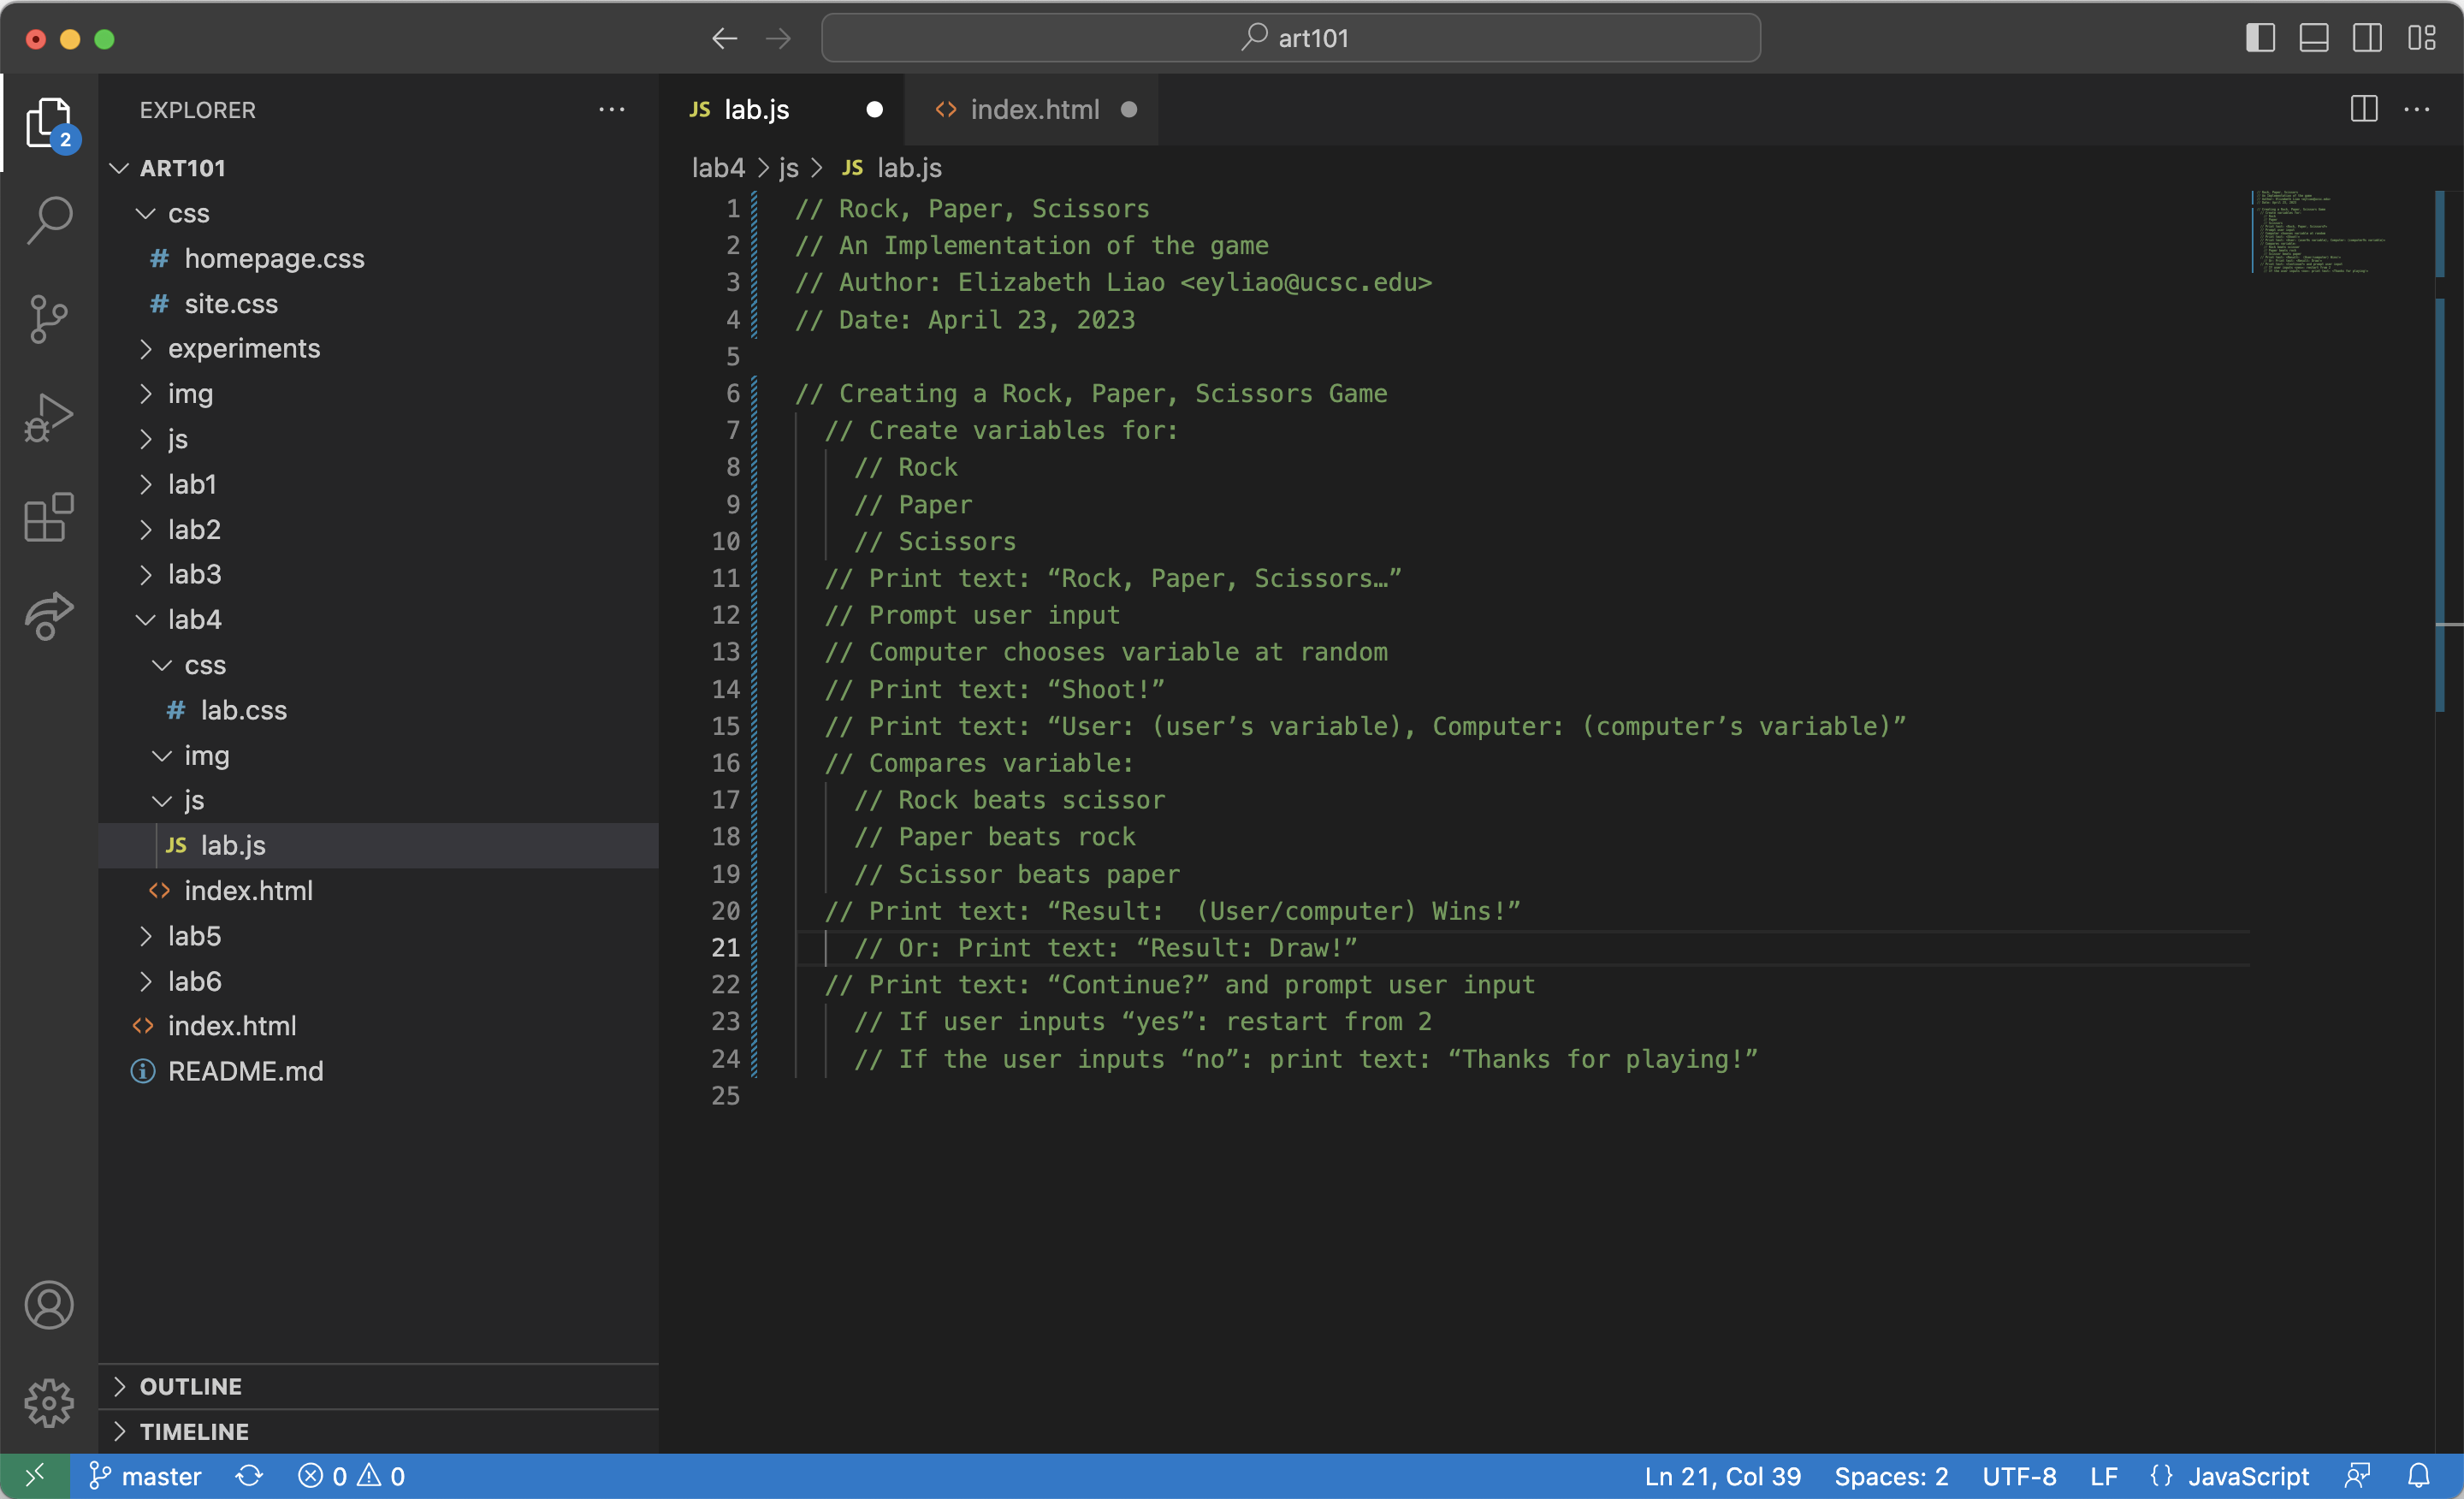 art101
EXPLORER
2
ART101
css
# homepage.css
# site.css
experiments
img
js
lab1
lab2
lab3
lab4
css
# lab.css
img
js
JS lab.js
<> index.html
lab5
lab6
<> index.html
README.md
OUTLINE
TIMELINE
JS lab.js
<> index.html
lab4 > js > JS lab.js
1 // Rock, Paper, Scissors
2 // An Implementation of the game
3 // Author: Elizabeth Liao <eyliao@ucsc.edu>
4 // Date: April 23, 2023
5
6 // Creating a Rock, Paper, Scissors Game
7 // Create variables for:
8 // Rock
9 // Paper
10 // Scissors
11 // Print text: “Rock, Paper, Scissors…”
12 // Prompt user input
13 // Computer chooses variable at random
14 // Print text: “Shoot!”
15 // Print text: “User: (user’s variable), Computer: (computer’s variable)”
16 // Compares variable:
17 // Rock beats scissor
18 // Paper beats rock
19 // Scissor beats paper
20 // Print text: “Result:  (User/computer) Wins!”
21 // Or: Print text: “Result: Draw!”
22 // Print text: “Continue?” and prompt user input
23 // If user inputs “yes”: restart from 2
24 // If the user inputs “no”: print text: “Thanks for playing!”
25
master 0 0 Ln 21, Col 39 Spaces: 2 UTF-8 LF {} JavaScript